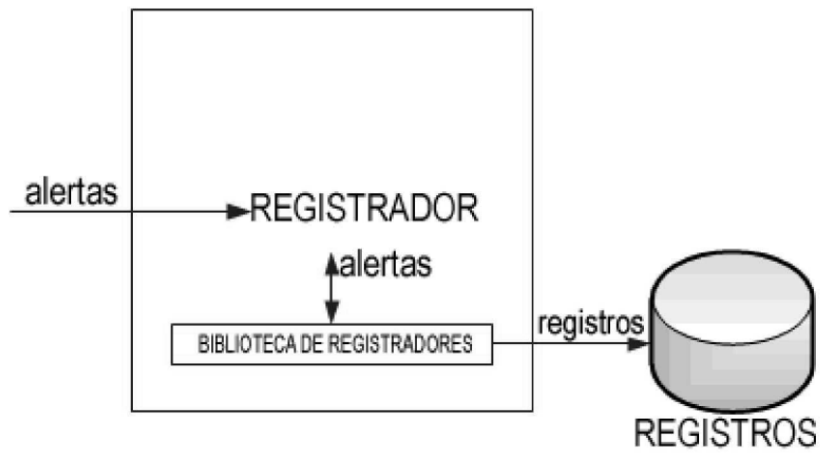 alertas
REGISTRADOR
alertas
BIBLIOTECA DE REGISTRADORES
registros
REGISTROS